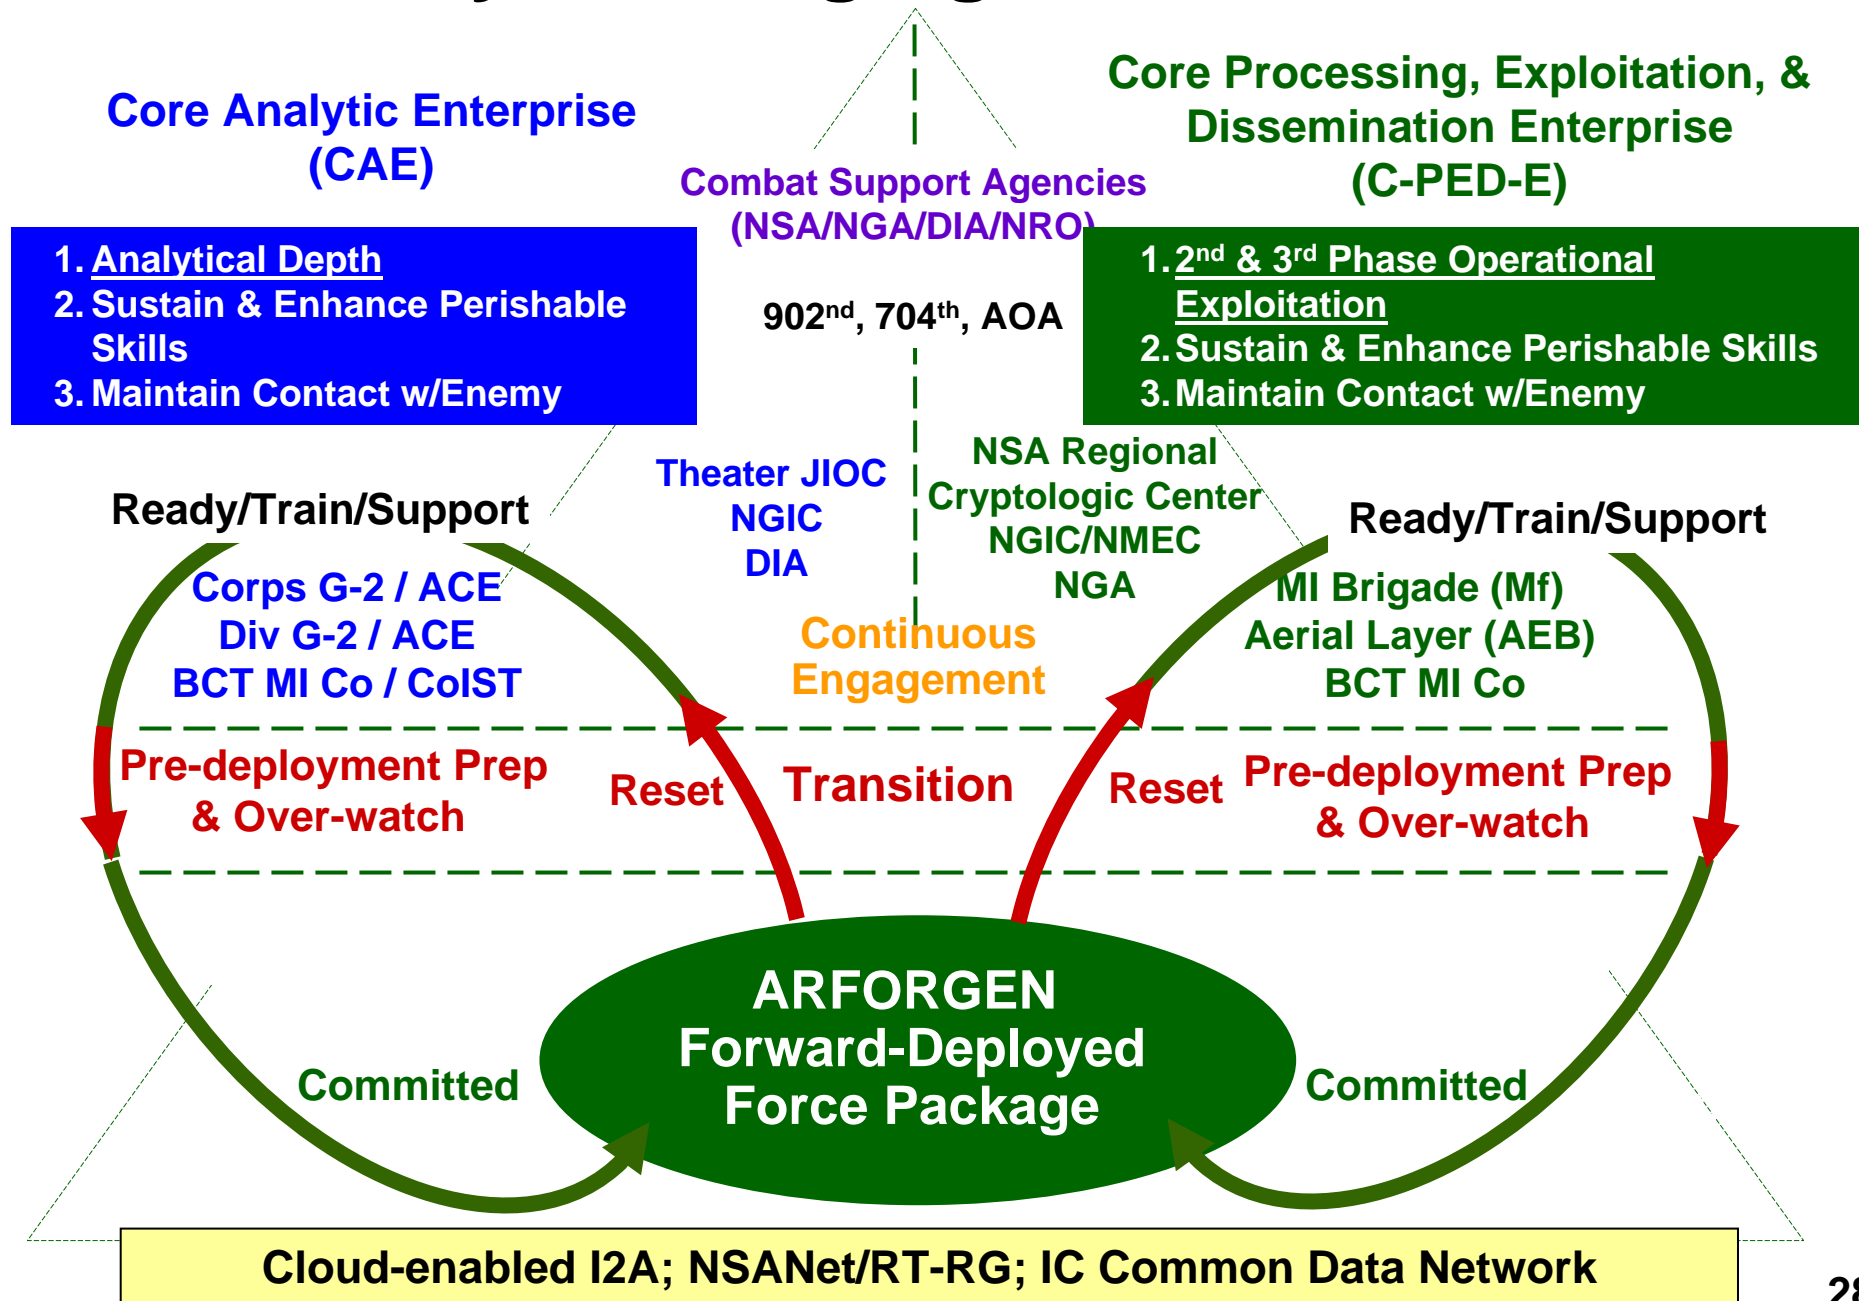 Core Analytic Enterprise
(CAE)
Core Processing, Exploitation, &
Dissemination Enterprise
(C-PED-E)
Combat Support Agencies
(NSA/NGA/DIA/NRO)
1. Analytical Depth
2. Sustain & Enhance Perishable
Skills
3. Maintain Contact w/Enemy
902nd, 704th, AOA
1. 2nd & 3rd Phase Operational
Exploitation
2. Sustain & Enhance Perishable Skills
3. Maintain Contact w/Enemy
Theater JIOC
NGIC
DIA
NSA Regional
Cryptologic Center
NGIC/NMEC
NGA
Ready/Train/Support
Ready/Train/Support
Corps G-2 / ACE
Div G-2 / ACE
BCT MI Co / CoIST
Continuous
Engagement
MI Brigade (Mf)
Aerial Layer (AEB)
BCT MI Co
Pre-deployment Prep
& Over-watch
Reset
Transition
Reset
Pre-deployment Prep
& Over-watch
ARFORGEN
Forward-Deployed
Force Package
Committed
Committed
Cloud-enabled I2A; NSANet/RT-RG; IC Common Data Network
28